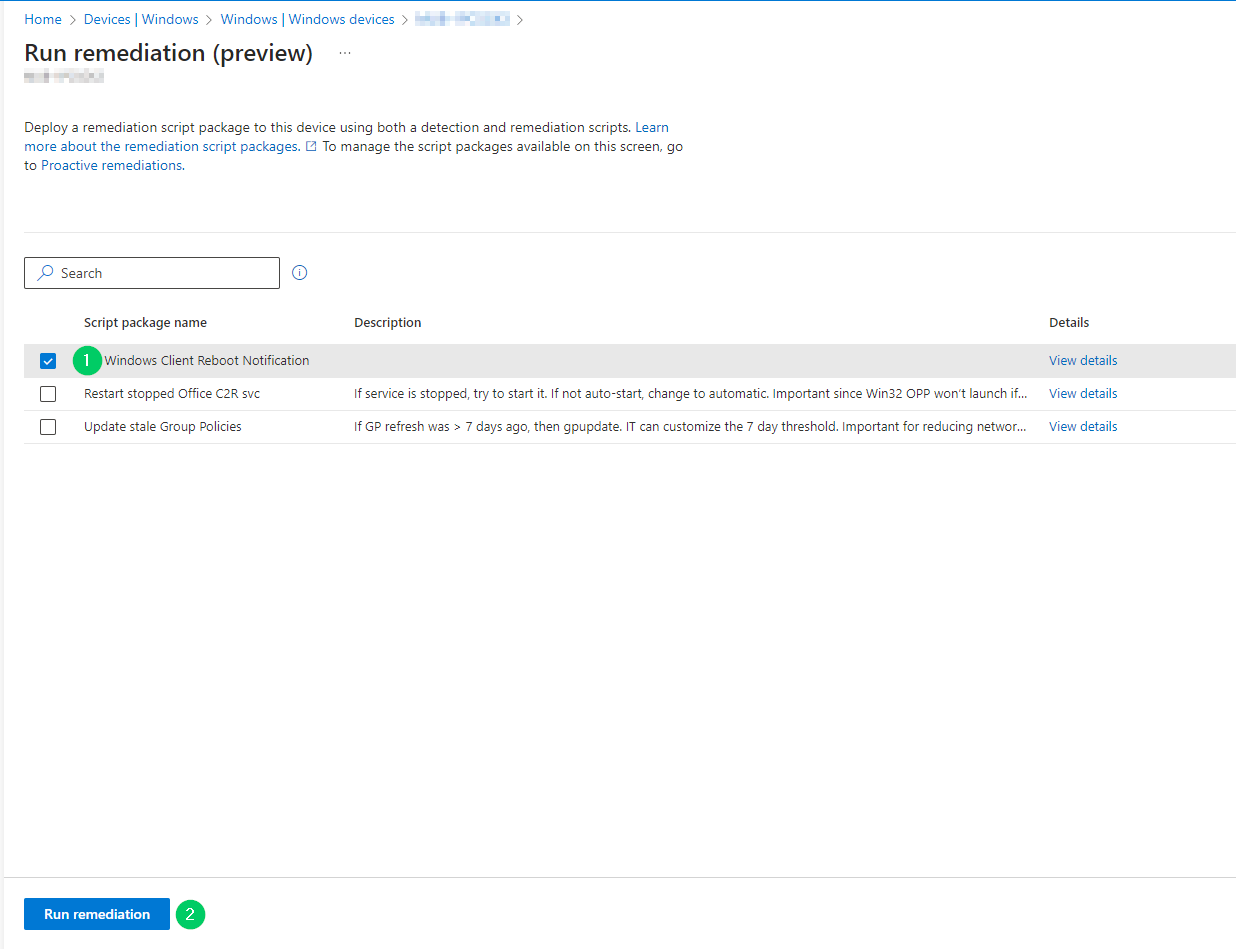 Home > Devices | Windows > Windows | Windows devices > >
Run remediation (preview) ...
Deploy a remediation script package to this device using both a detection and remediation scripts. Learn
more about the remediation script packages. To manage the script packages available on this screen, go
to Proactive remediations.
Search
Script package name Description Details
1 Windows Client Reboot Notification View details
Restart stopped Office C2R svc If service is stopped, try to start it. If not auto-start, change to automatic. Important since Win32 OPP won't launch if... View details
Update stale Group Policies If GP refresh was > 7 days ago, then gpupdate. IT can customize the 7 day threshold. Important for reducing networ... View details
Run remediation 2